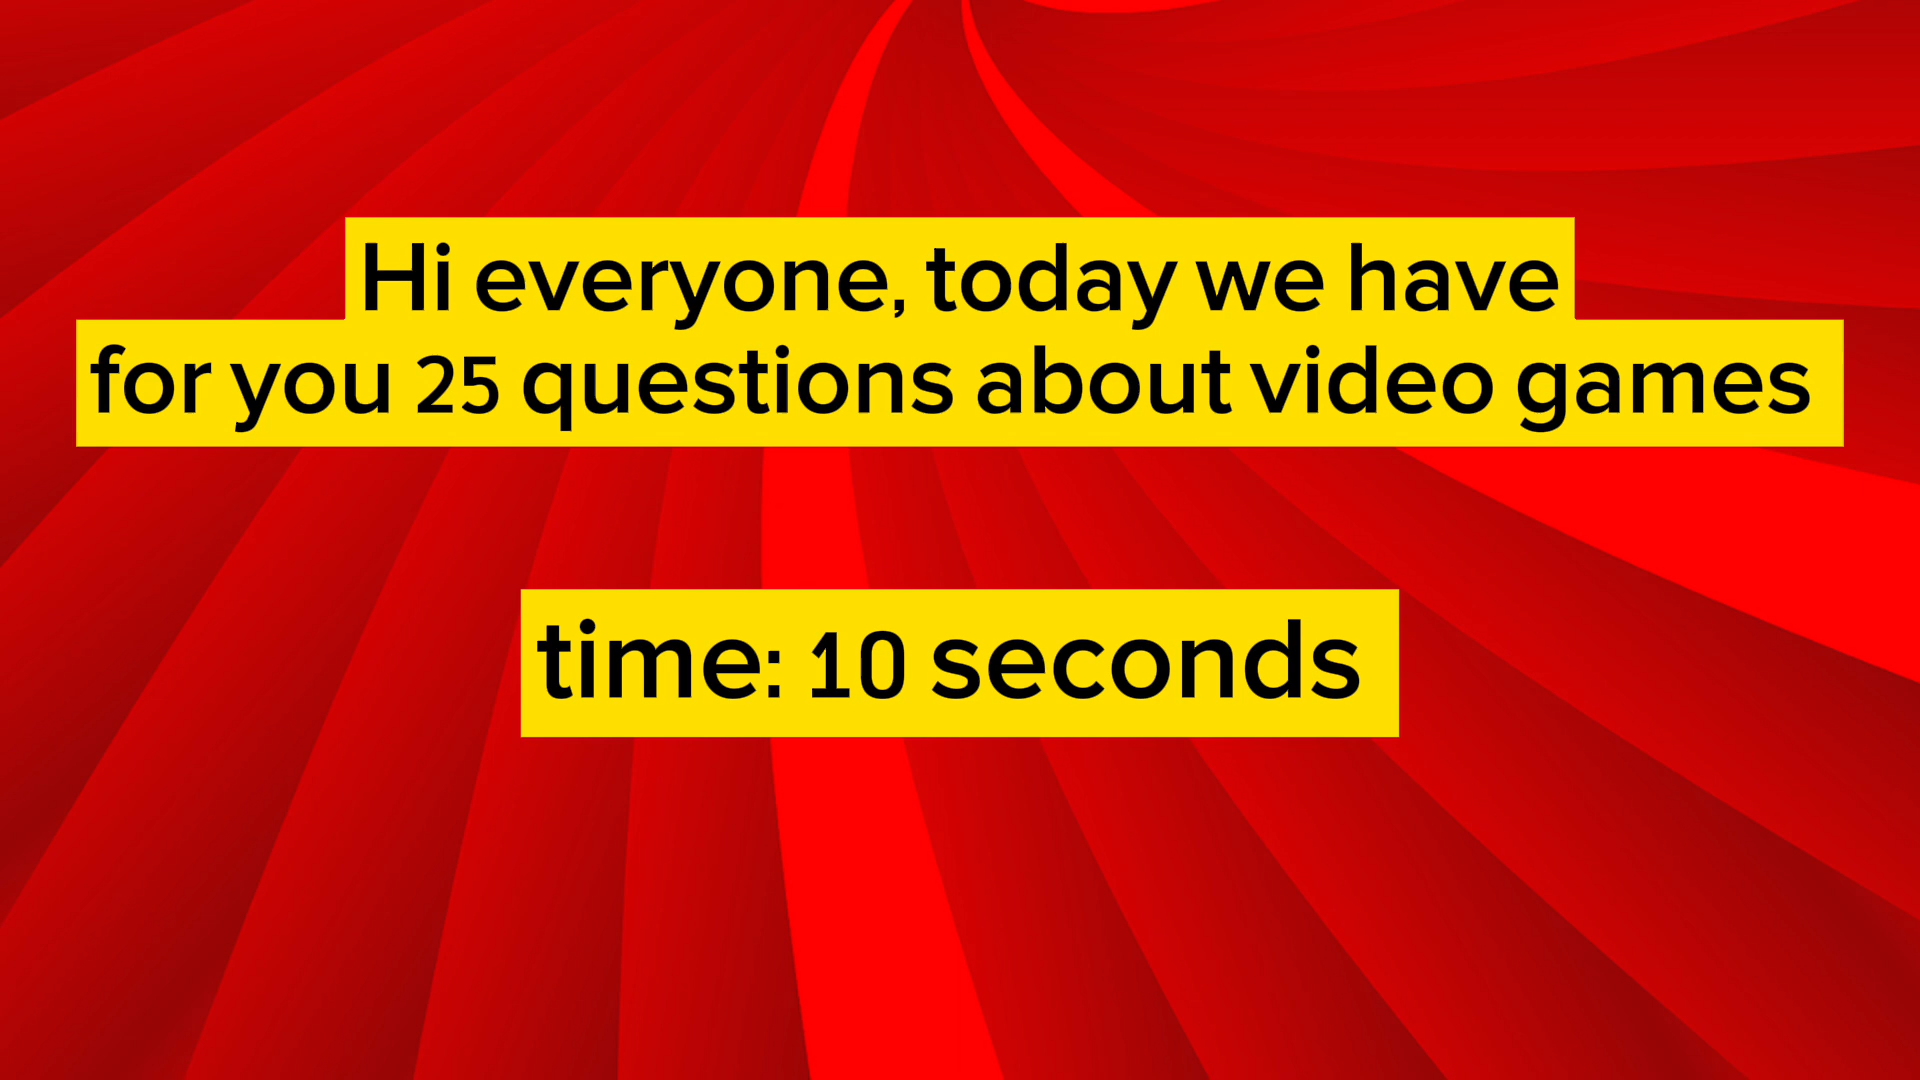 Hi everyone, today we have
for you 25 questions about video games
time: 10 seconds